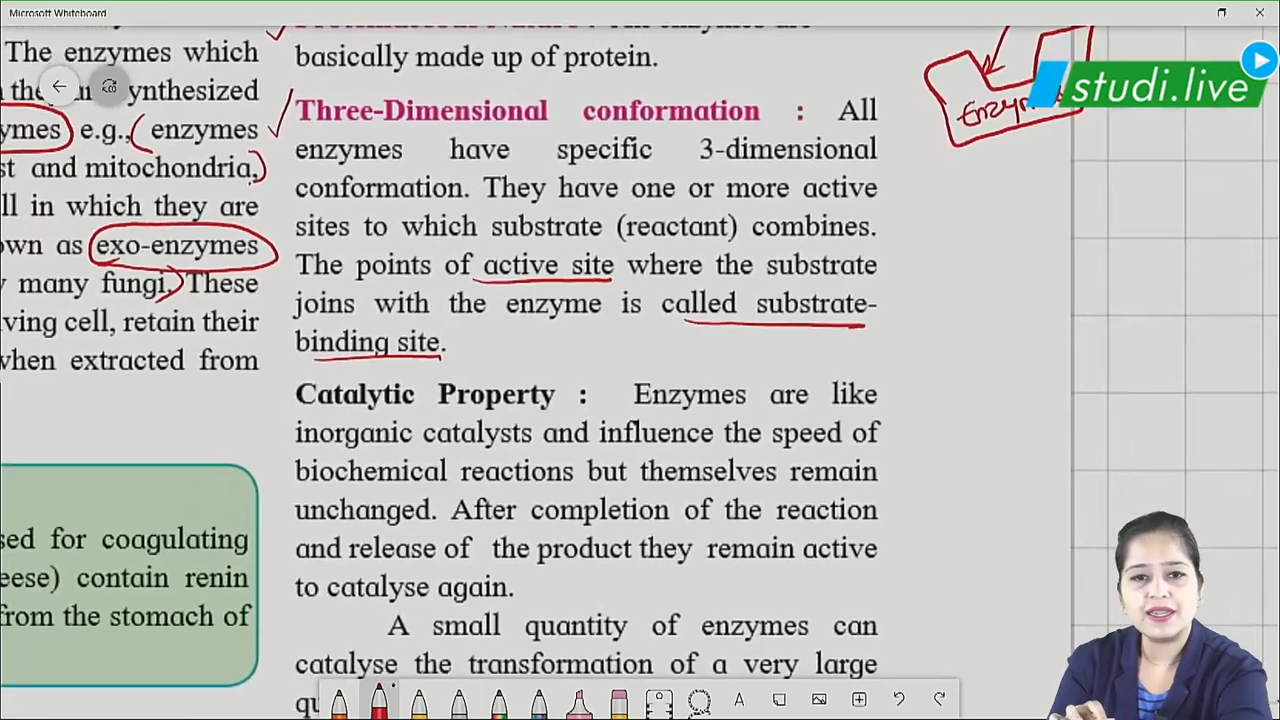 Microsoft Whiteboard
The enzymes which
ynthesized
ymes e.g., enzymes
st and mitochondria,
ll in which they are
own as exo-enzymes
y many fungi. These
iving cell, retain their
when extracted from
sed for coagulating
eese) contain renin
from the stomach of
basically made up of protein.
Three-Dimensional conformation : All
enzymes have specific 3-dimensional
conformation. They have one or more active
sites to which substrate (reactant) combines.
The points of active site where the substrate
joins with the enzyme is called substrate-
binding site.
Catalytic Property : Enzymes are like
inorganic catalysts and influence the speed of
biochemical reactions but themselves remain
unchanged. After completion of the reaction
and release of the product they remain active
to catalyse again.
A small quantity of enzymes can
catalyse the transformation of a very large
qu
studi.live